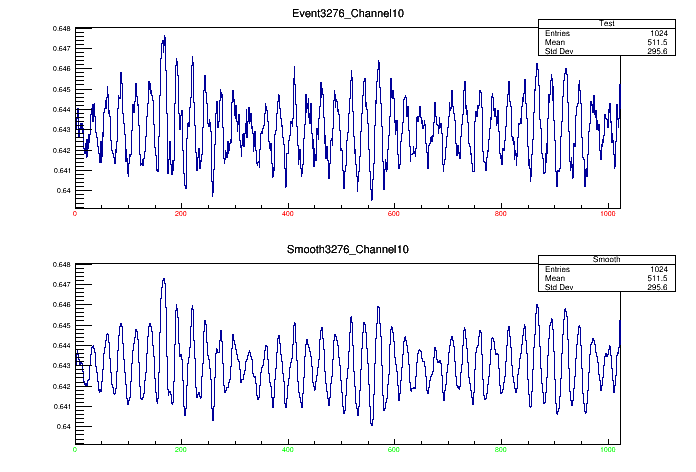 Event3276_Channel10
Test
Entries 1024
Mean 511.5
Std Dev 295.6
0.648
0.647
0.646
0.645
0.644
0.643
0.642
0.641
0.64
0 200 400 600 800 1000
Smooth3276_Channel10
Smooth
Entries 1024
Mean 511.5
Std Dev 295.6
0.648
0.647
0.646
0.645
0.644
0.643
0.642
0.641
0.64
0 200 400 600 800 1000